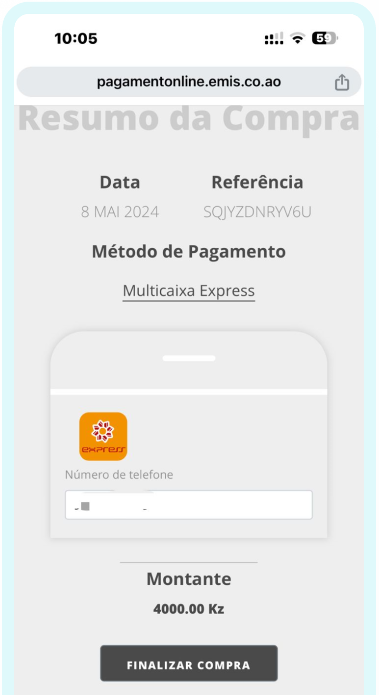 10:05
59
pagamentonline.emis.co.ao
Resumo da Compra
Data Referência
8 MAI 2024 SQJYZDNRYV6U
Método de Pagamento
Multicaixa Express
express
Número de telefone
Montante
4000.00 Kz
FINALIZAR COMPRA